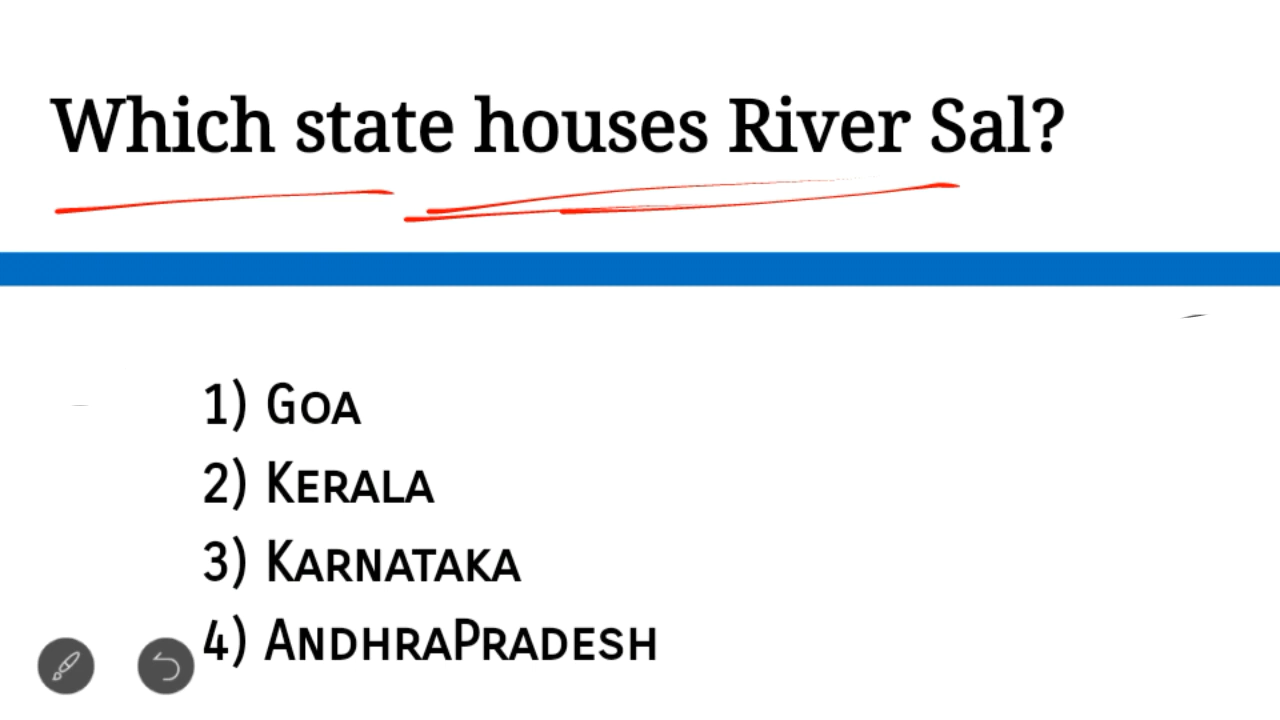 Which state houses River Sal?
1) Goa
2) Kerala
3) Karnataka
4) AndhraPradesh